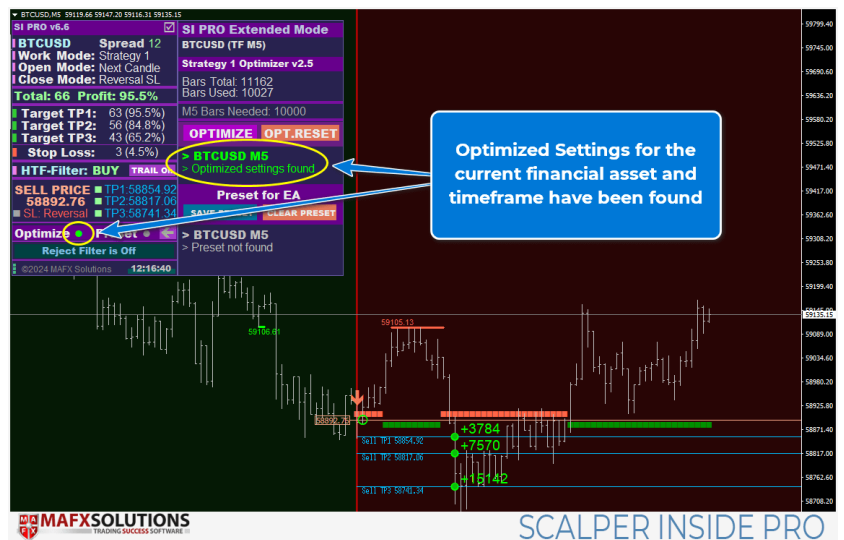 BTCUSD,M5 59119.66 59147.20 59116.31 59135.15
SI PRO v6.6
BTCUSD Spread 12
Work Mode: Strategy 1
Open Mode: Next Candle
Close Mode: Reversal SL
Total: 66 Profit: 95.5%
Target TP1: 63 (95.5%)
Target TP2: 56 (84.8%)
Target TP3: 43 (65.2%)
Stop Loss: 3 (4.5%)
HTF-Filter: BUY TRAIL ON
SELL PRICE TP1:58854.92
58892.76 TP2:58817.06
SL: Reversal TP3:58741.34
Optimize
Reject Filter is Off
©2024 MAFX Solutions 12:16:40
SI PRO Extended Mode
BTCUSD (TF M5)
Strategy 1 Optimizer v2.5
Bars Total: 11162
Bars Used: 10027
M5 Bars Needed: 10000
OPTIMIZE OPT.RESET
> BTCUSD M5
> Optimized settings found
Preset for EA
CLEAR PRESET
> BTCUSD M5
> Preset not found
Optimized Settings for the
current financial asset and
timeframe have been found
59106.61
59105.13
58892.75
+3784
+7570
+15142
Sell TP1 58854.92
Sell TP2 58817.06
Sell TP3 58741.34
59799.40
59745.00
59690.60
59636.20
59580.20
59525.80
59471.40
59417.00
59362.60
59308.20
59253.80
59199.40
59135.15
59089.00
59034.60
58980.20
58925.80
58871.40
58817.00
58762.60
58708.20
MAFX
MAFXSOLUTIONS
TRADING SUCCESS SOFTWARE
SCALPER INSIDE PRO